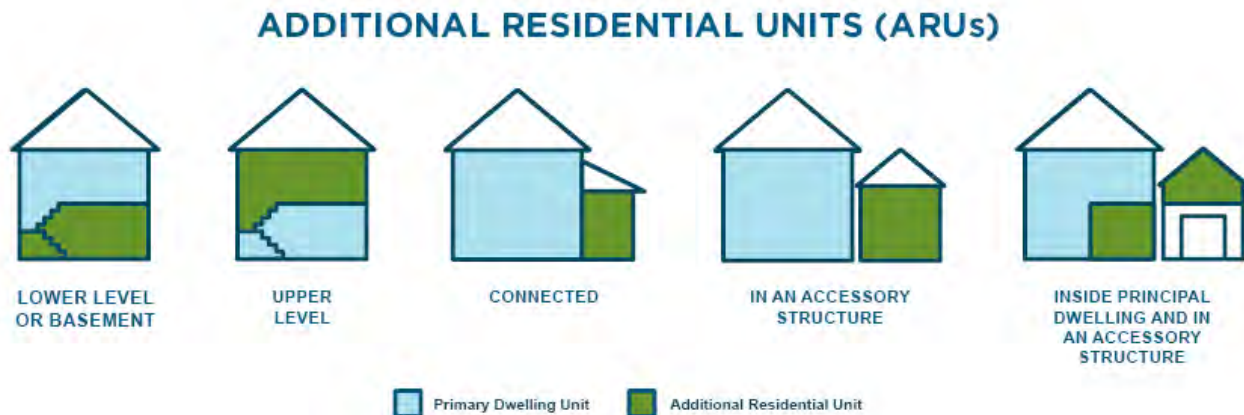 ADDITIONAL RESIDENTIAL UNITS (ARUs)
LOWER LEVEL
OR BASEMENT
UPPER
LEVEL
CONNECTED
IN AN ACCESSORY
STRUCTURE
INSIDE PRINCIPAL
DWELLING AND IN
AN ACCESSORY
STRUCTURE
Primary Dwelling Unit
Additional Residential Unit